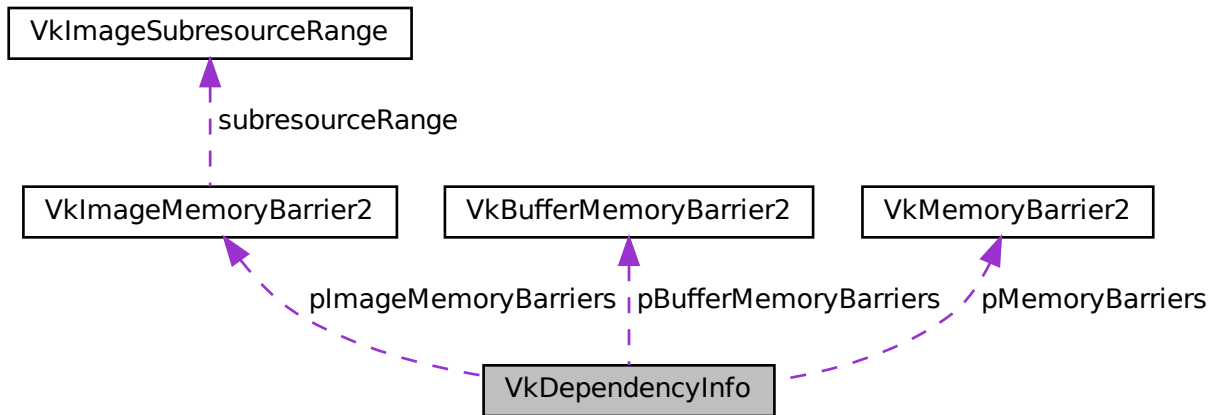 VkImageSubresourceRange
subresourceRange
VkImageMemoryBarrier2
VkBufferMemoryBarrier2
VkMemoryBarrier2
pImageMemoryBarriers
pBufferMemoryBarriers
pMemoryBarriers
VkDependencyInfo